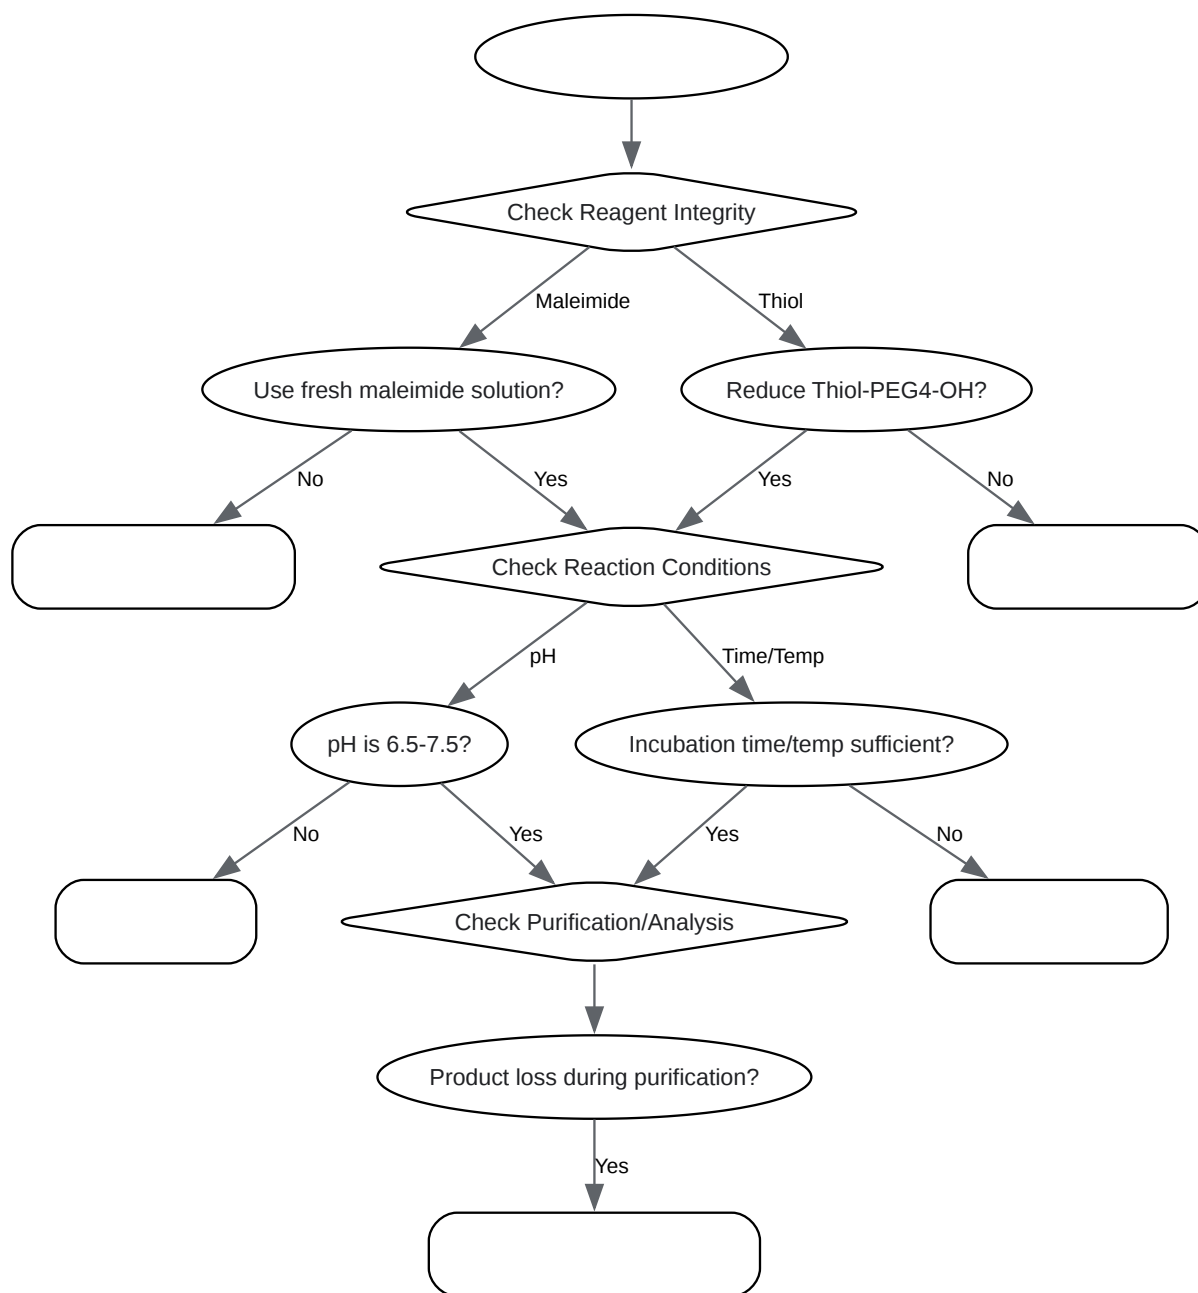 Check Reagent Integrity
Maleimide
Thiol
Use fresh maleimide solution?
Reduce Thiol-PEG4-OH?
No
Yes
Yes
No
Check Reaction Conditions
pH
Time/Temp
pH is 6.5-7.5?
Incubation time/temp sufficient?
No
Yes
Yes
No
Check Purification/Analysis
Product loss during purification?
Yes